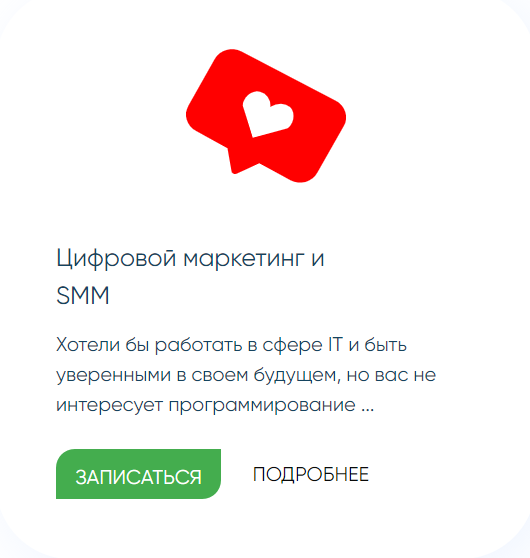 Цифровой маркетинг и
SMM
Хотели бы работать в сфере IT и быть
уверенными в своем будущем, но вас не
интересует программирование ...
ЗАПИСАТЬСЯ ПОДРОБНЕЕ